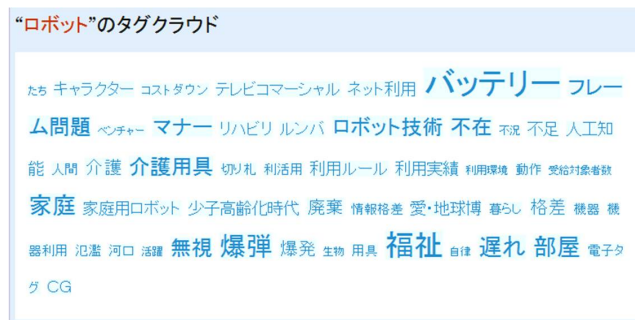 “ロボット”のタグクラウド
たち キャラクター コストダウン テレビコマーシャル ネット利用 バッテリー フレー
ム問題 ベンチャー マナー リハビリ ルンバ ロボット技術 不在 不況 不足 人工知
能 人間 介護 介護用具 切り札 利活用 利用ルール 利用実績 利用環境 動作 受給対象者数
家庭 家庭用ロボット 少子高齢化時代 廃棄 情報格差 愛・地球博 暮らし 格差 機器 機
器利用 氾濫 河口 活躍 無視 爆弾 爆発 生物 用具 福祉 自律 遅れ 部屋 電子タ
グ CG